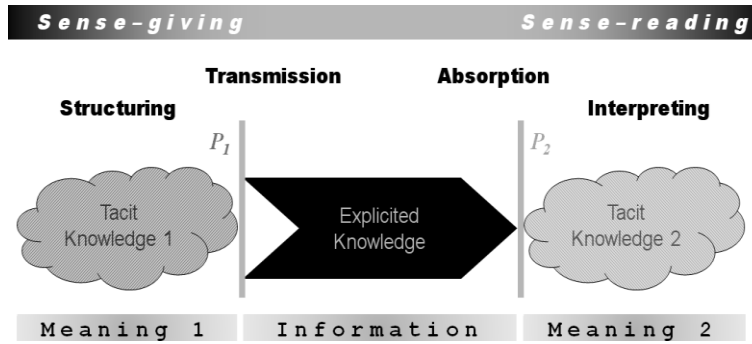 Sense-giving Sense-reading
Transmission Absorption
Structuring Interpreting
P1 P2
Tacit
Knowledge 1
Explicited
Knowledge
Tacit
Knowledge 2
Meaning 1 Information Meaning 2